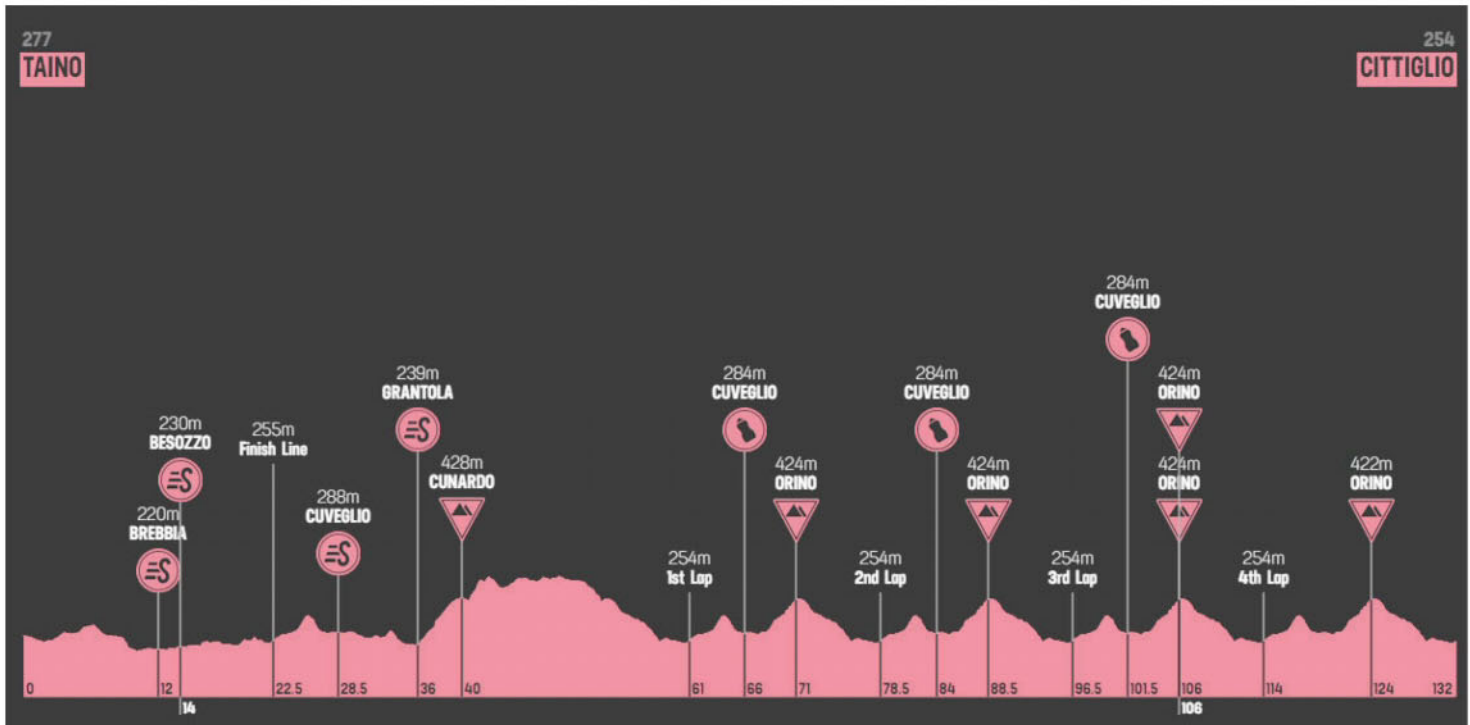 277
TAINO
254
CITTIGLIO
220m
BREBBIA
230m
BESOZZO
255m
Finish Line
288m
CUVEGLIO
239m
GRANTOLA
428m
CUNARDO
254m
1st Lap
284m
CUVEGLIO
424m
ORINO
254m
2nd Lap
284m
CUVEGLIO
424m
ORINO
254m
3rd Lap
284m
CUVEGLIO
424m
ORINO
424m
ORINO
254m
4th Lap
422m
ORINO
0 12 22.5 28.5 36 40 61 66 71 78.5 84 88.5 96.5 101.5 106 114 124 132
14 106